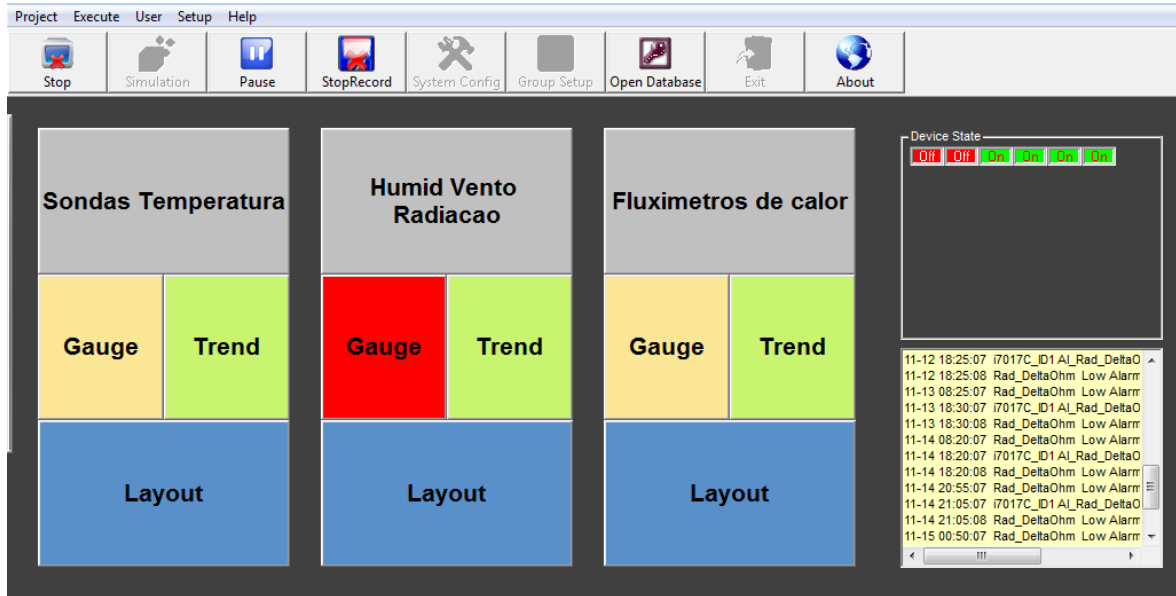 Project Execute User Setup Help
Stop Simulation Pause StopRecord System Config Group Setup Open Database Exit About
Sondas Temperatura
Gauge Trend
Layout
Humid Vento
Radiacao
Gauge Trend
Layout
Fluximetros de calor
Gauge Trend
Layout
Device State
Off Off On On On On
11-12 18:25:07 i7017C_ID1 AI_Rad_DeltaO
11-12 18:25:08 Rad_DeltaOhm Low Alarm
11-13 08:25:07 Rad_DeltaOhm Low Alarm
11-13 18:30:07 i7017C_ID1 AI_Rad_DeltaO
11-13 18:30:08 Rad_DeltaOhm Low Alarm
11-14 08:20:07 Rad_DeltaOhm Low Alarm
11-14 18:20:07 i7017C_ID1 AI_Rad_DeltaO
11-14 18:20:08 Rad_DeltaOhm Low Alarm
11-14 20:55:07 Rad_DeltaOhm Low Alarm
11-14 21:05:07 i7017C_ID1 AI_Rad_DeltaO
11-14 21:05:08 Rad_DeltaOhm Low Alarm
11-15 00:50:07 Rad_DeltaOhm Low Alarm